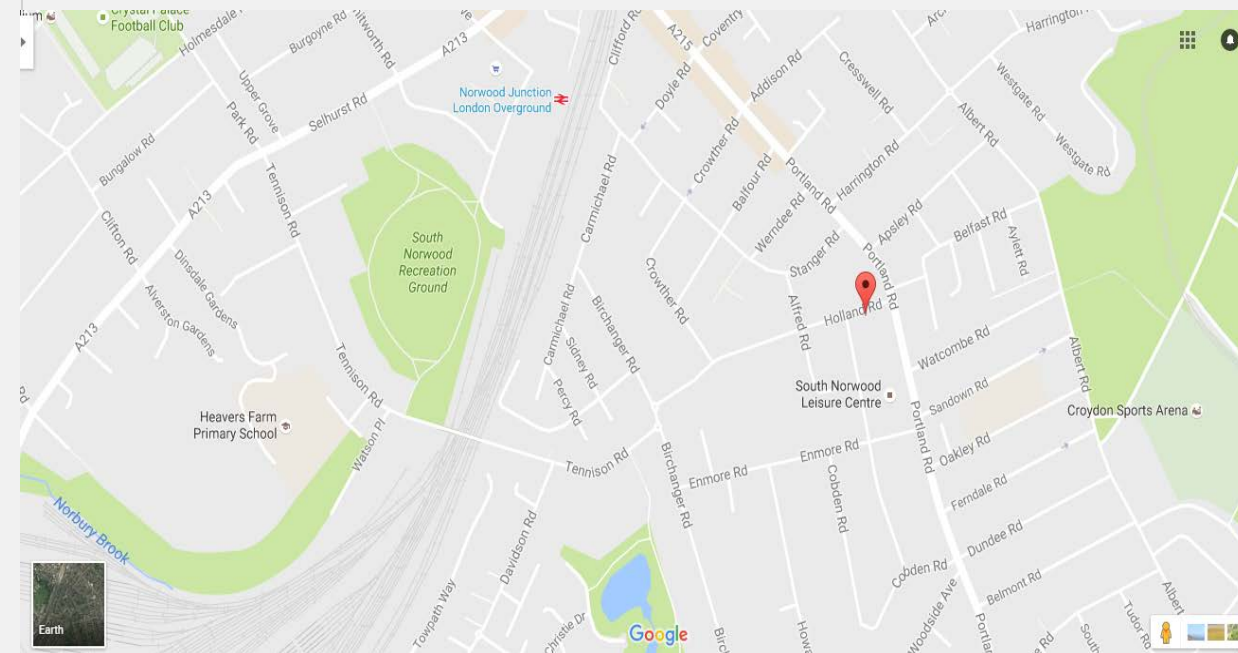 Crystal Palace
Football Club
Holmesdale Rd
Burgoyne Rd
A213
Clifford Rd
A215
Coventry
Harrington
Norwood Junction
London Overground
Doyle Rd
Addison Rd
Cresswell Rd
Westgate Rd
Upper Grove
Park Rd
Selhurst Rd
Albert Rd
Bungalow Rd
Crowther Rd
Harrington Rd
Westgate Rd
A213
Tennison Rd
Carmichael Rd
Balfour Rd
Portland Rd
Werndee Rd
Apsley Rd
Belfast Rd
Aylett Rd
Clifton Rd
South
Norwood
Recreation
Ground
Stanger Rd
Portland Rd
Dinsdale Gardens
Alverston Gardens
Crowther Rd
Alfred Rd
Holland Rd
A213
Carmichael Rd
Birchanger Rd
Sidney Rd
Percy Rd
Watcombe Rd
Albert Rd
Tennison Rd
South Norwood
Leisure Centre
Sandown Rd
Croydon Sports Arena
Heavers Farm
Primary School
Watson Pl
Portland Rd
Oakley Rd
Tennison Rd
Birchanger Rd
Enmore Rd
Enmore Rd
Cobden Rd
Ferndale Rd
Norbury Brook
Davidson Rd
Dundee Rd
Cobden Rd
Belmont Rd
Towpath Way
Christie Dr
Woodside Ave
Albert
Tudor Rd
Earth
Google